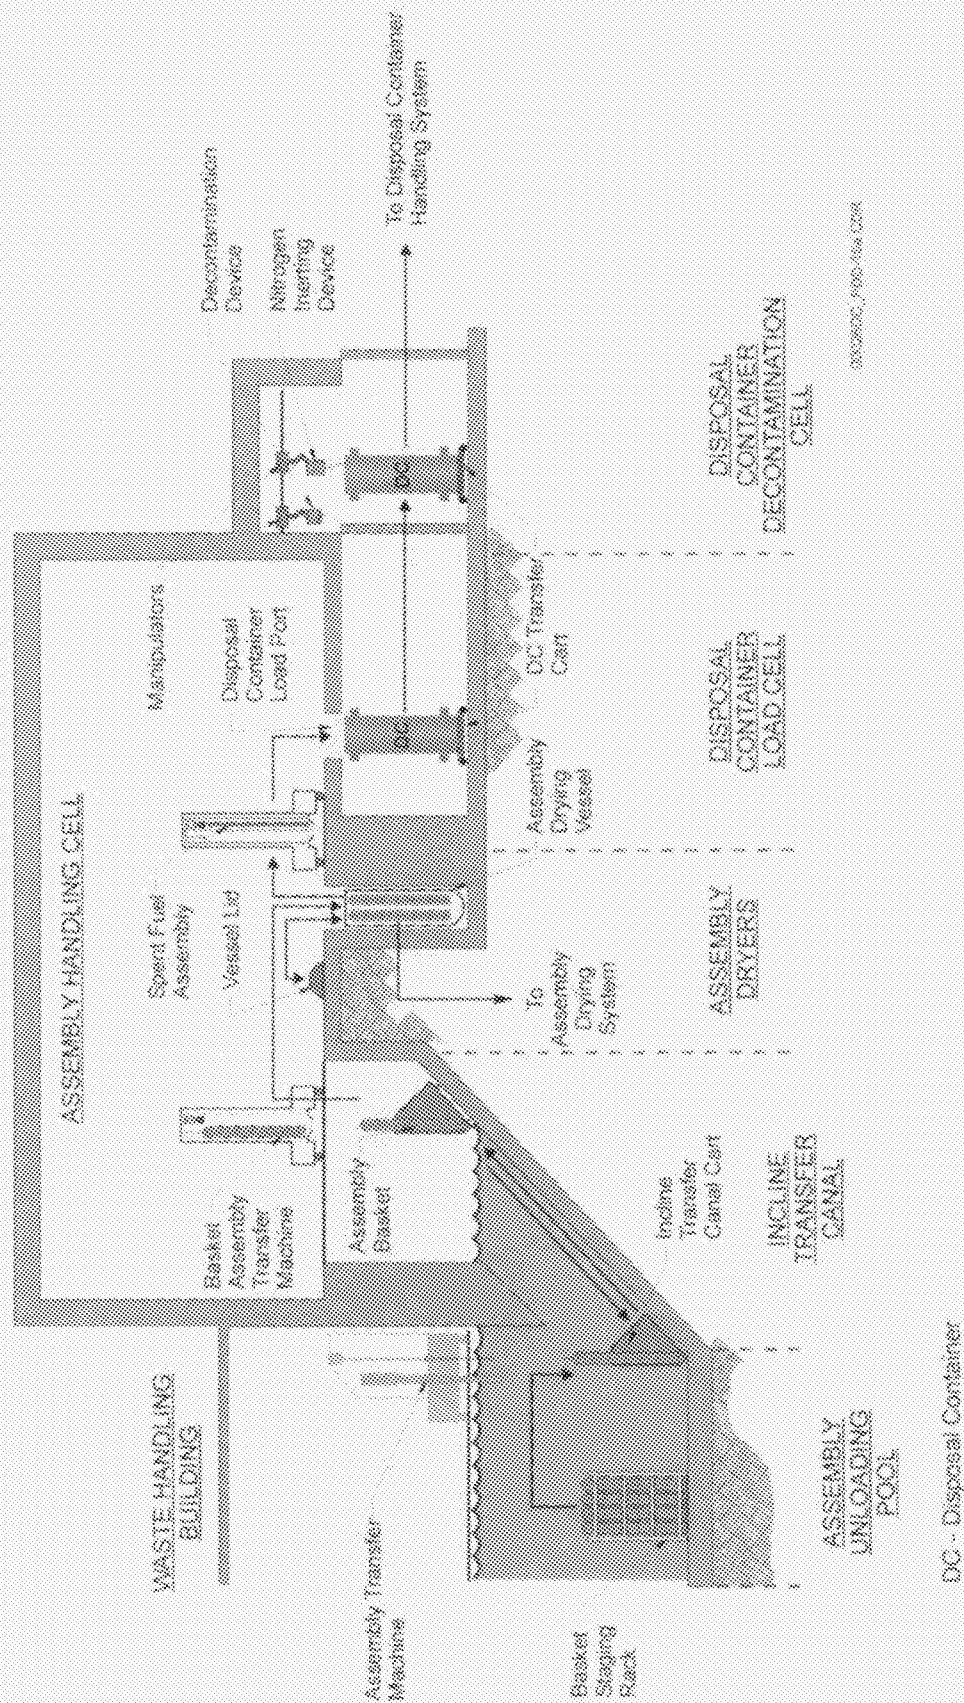 WASTE HANDLING
BUILDING
ASSEMBLY HANDLING CELL
Basket
Assembly
Transfer
Machine
Spent Fuel
Assembly
Vessel Lid
Manipulators
Disposal
Container
Load Port
Decontamination
Device
Nitrogen
Inerting
Device
To Disposal Container
Handling System
Assembly Transfer
Machine
Assembly
Basket
DC
DC
Basket
Staging
Rack
Incline
Transfer
Canal Cart
To
Assembly
Drying
System
Assembly
Drying
Vessel
DC Transfer
Cart
ASSEMBLY
UNLOADING
POOL
INCLINE
TRANSFER
CANAL
ASSEMBLY
DRYERS
DISPOSAL
CONTAINER
LOAD CELL
DISPOSAL
CONTAINER
DECONTAMINATION
CELL
DC - Disposal Container